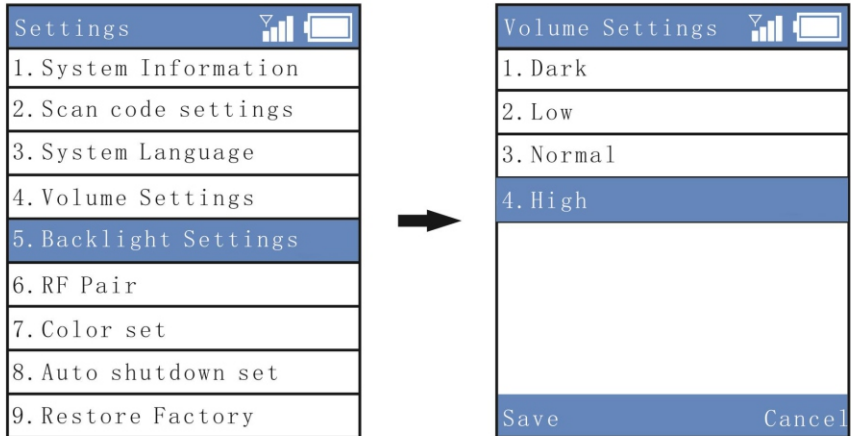 Settings
1.System Information
2.Scan code settings
3.System Language
4.Volume Settings
5.Backlight Settings
6.RF Pair
7.Color set
8.Auto shutdown set
9.Restore Factory
Volume Settings
1.Dark
2.Low
3.Normal
4.High
Save Cancel